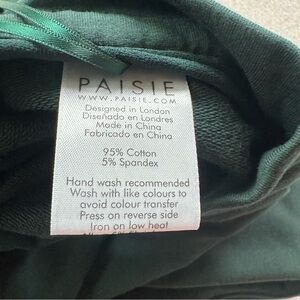 PAISIE
WWW.PAISIE.COM
Designed in London
Diseñado en Londres
Made in China
Fabricado en China
95% Cotton
5% Spandex
Hand wash recommended
Wash with like colours to
avoid colour transfer
Press on reverse side
Iron on low heat